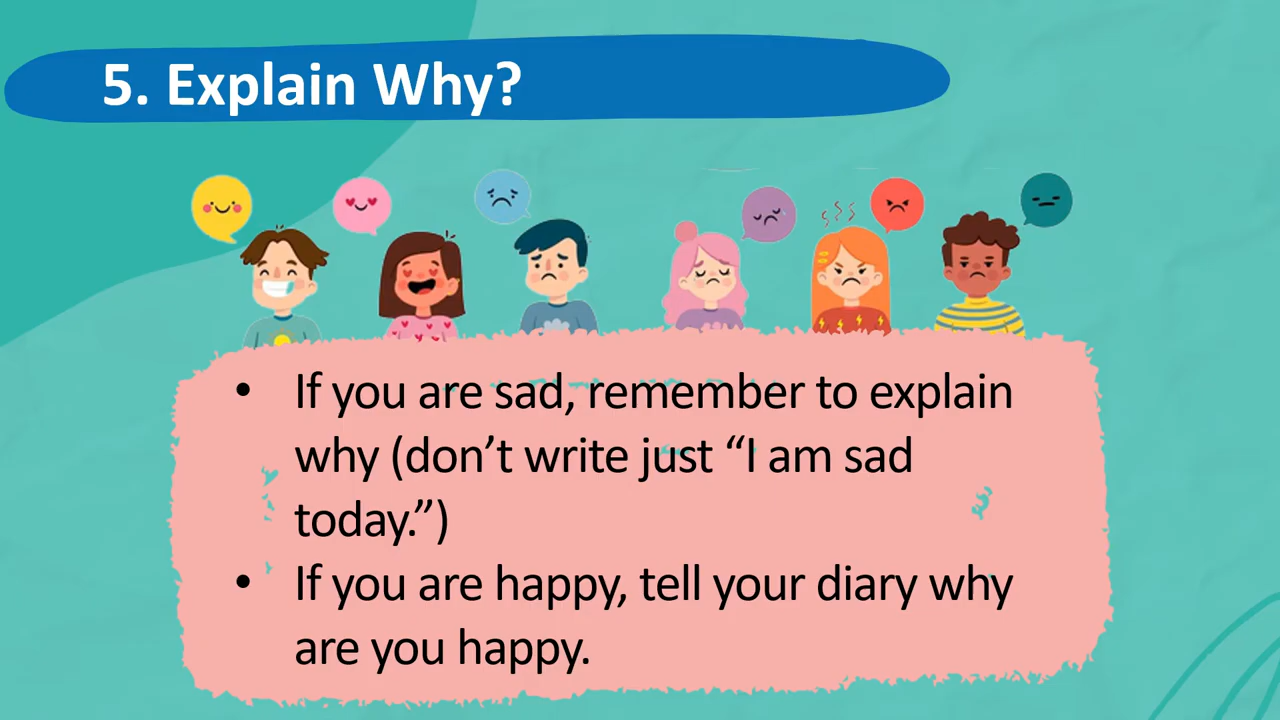 5. Explain Why?
• If you are sad, remember to explain
why (don’t write just “I am sad
today.”)
• If you are happy, tell your diary why
are you happy.